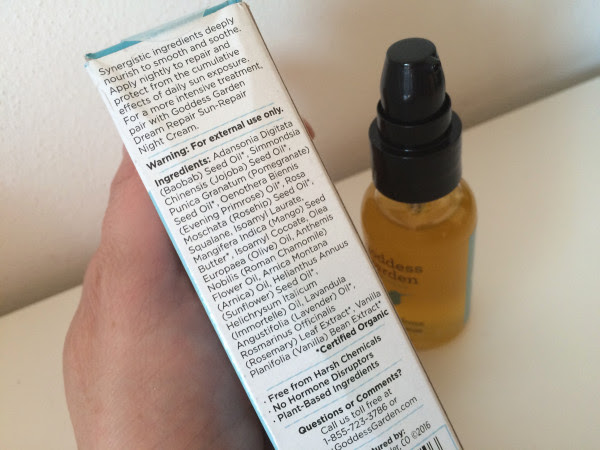 Synergistic ingredients deeply
nourish to smooth and soothe.
Apply nightly to repair and
protect from the cumulative
effects of daily sun exposure.
For a more intensive treatment,
pair with Goddess Garden
Dream Repair Sun-Repair
Night Cream.
Warning: For external use only.
Ingredients: Adansonia Digitata
(Baobab) Seed Oil*, Simmondsia
Chinensis (Jojoba) Seed Oil*,
Punica Granatum (Pomegranate)
Seed Oil*, Oenothera Biennis
(Evening Primrose) Oil*, Rosa
Moschata (Rosehip) Seed Oil*,
Squalane, Isoamyl Laurate,
Mangifera Indica (Mango) Seed
Butter*, Isoamyl Cocoate, Olea
Europaea (Olive) Oil, Anthemis
Nobilis (Roman Chamomile)
Flower Oil, Arnica Montana
(Arnica) Oil, Helianthus Annuus
(Sunflower) Seed Oil*,
Helichrysum Italicum
(Immortelle) Oil, Lavandula
Angustifolia (Lavender) Oil*,
Rosmarinus Officinalis
(Rosemary) Leaf Extract*, Vanilla
Planifolia (Vanilla) Bean Extract*
*Certified Organic
· Free from Harsh Chemicals
· No Hormone Disruptors
· Plant-Based Ingredients
Questions or Comments?
Call us toll free at
1-855-723-3786 or
GoddessGarden.com
tured by:
der, CO ©2016
oddess
arden